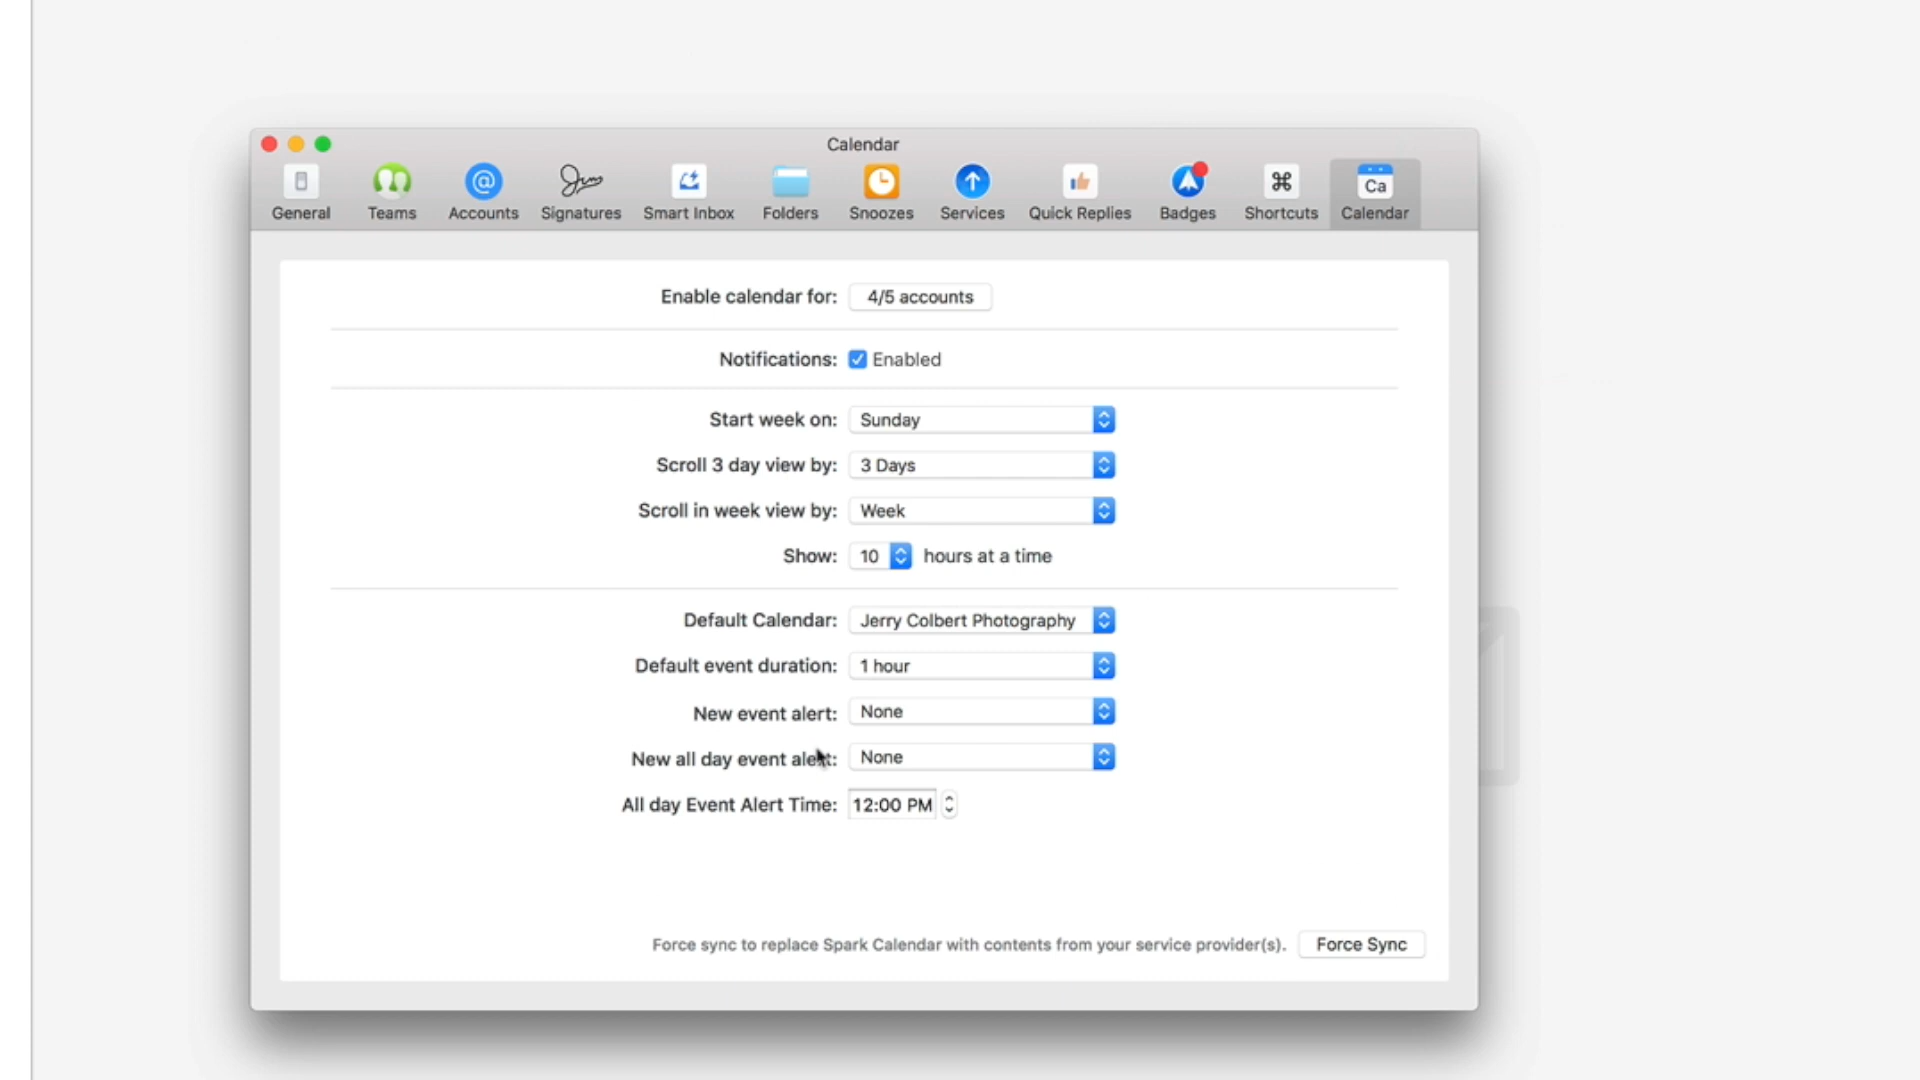 Calendar
General
Teams
Accounts
Signatures
Smart Inbox
Folders
Snoozes
Services
Quick Replies
Badges
Shortcuts
Ca
Calendar
Enable calendar for: 4/5 accounts
Notifications: Enabled
Start week on: Sunday
Scroll 3 day view by: 3 Days
Scroll in week view by: Week
Show: 10 hours at a time
Default Calendar: Jerry Colbert Photography
Default event duration: 1 hour
New event alert: None
New all day event alert: None
All day Event Alert Time: 12:00 PM
Force sync to replace Spark Calendar with contents from your service provider(s). Force Sync